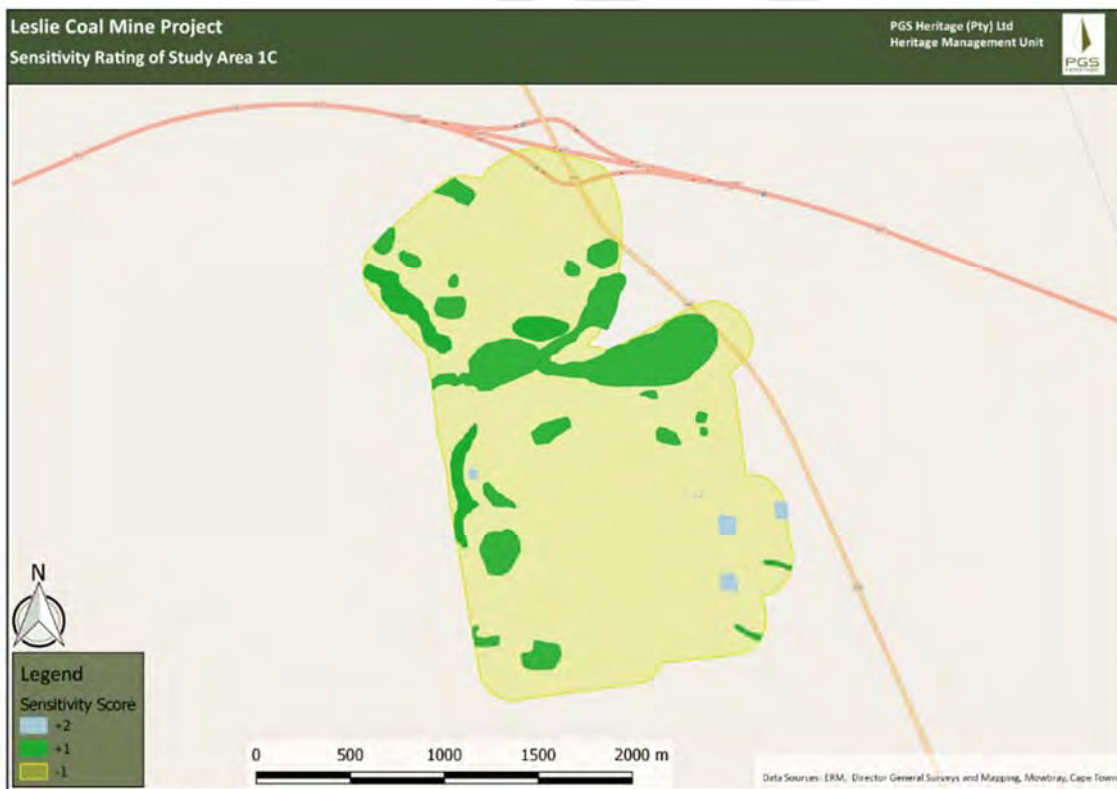 Leslie Coal Mine Project
Sensitivity Rating of Study Area 1C
PGS Heritage (Pty) Ltd
Heritage Management Unit
PGS
N
Legend
Sensitivity Score
+2
+1
-1
0 500 1000 1500 2000 m
Data Sources: ERM, Director General Surveys and Mapping, Mowbray, Cape Town